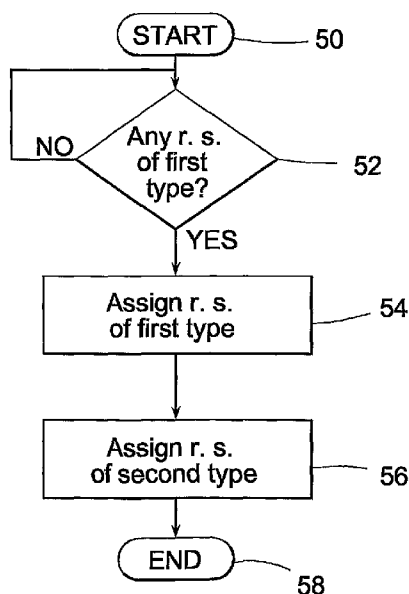 START
50
Any r. s.
of first
type?
NO
52
YES
Assign r. s.
of first type
54
Assign r. s.
of second type
56
END
58